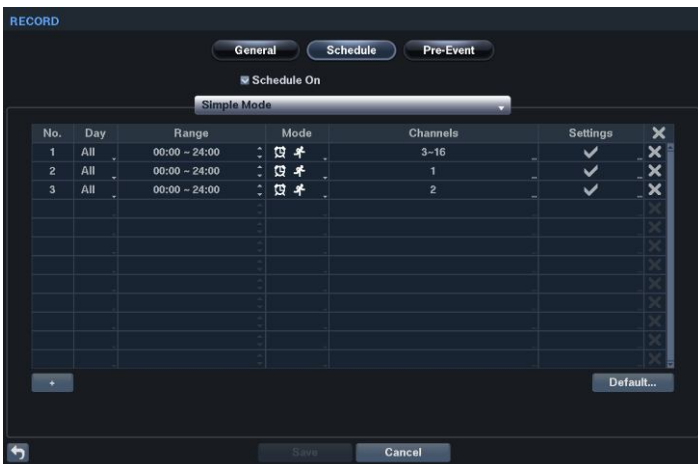 RECORD
General Schedule Pre-Event
Schedule On
Simple Mode
No. Day Range Mode Channels Settings
1 All 00:00 ~ 24:00 3~16
2 All 00:00 ~ 24:00 1
3 All 00:00 ~ 24:00 2
+ Default...
Save Cancel